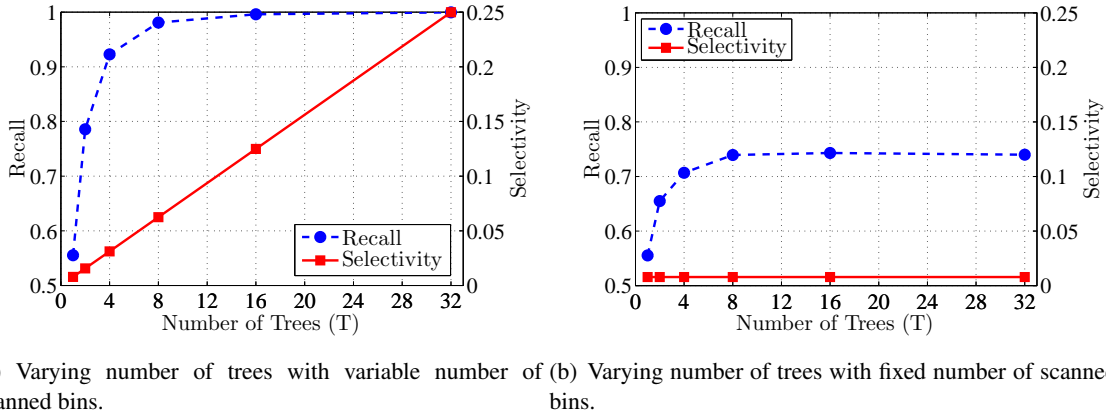 1
0.9
0.8
0.7
0.6
0.5
Recall
0.25
0.2
0.15
0.1
0.05
0
Selectivity
0 4 8 12 16 20 24 28 32
Number of Trees (T)
Recall
Selectivity
1
0.9
0.8
0.7
0.6
0.5
Recall
0.25
0.2
0.15
0.1
0.05
0
Selectivity
0 4 8 12 16 20 24 28 32
Number of Trees (T)
Recall
Selectivity
) Varying number of trees with variable number of
anned bins.
(b) Varying number of trees with fixed number of scanne
bins.